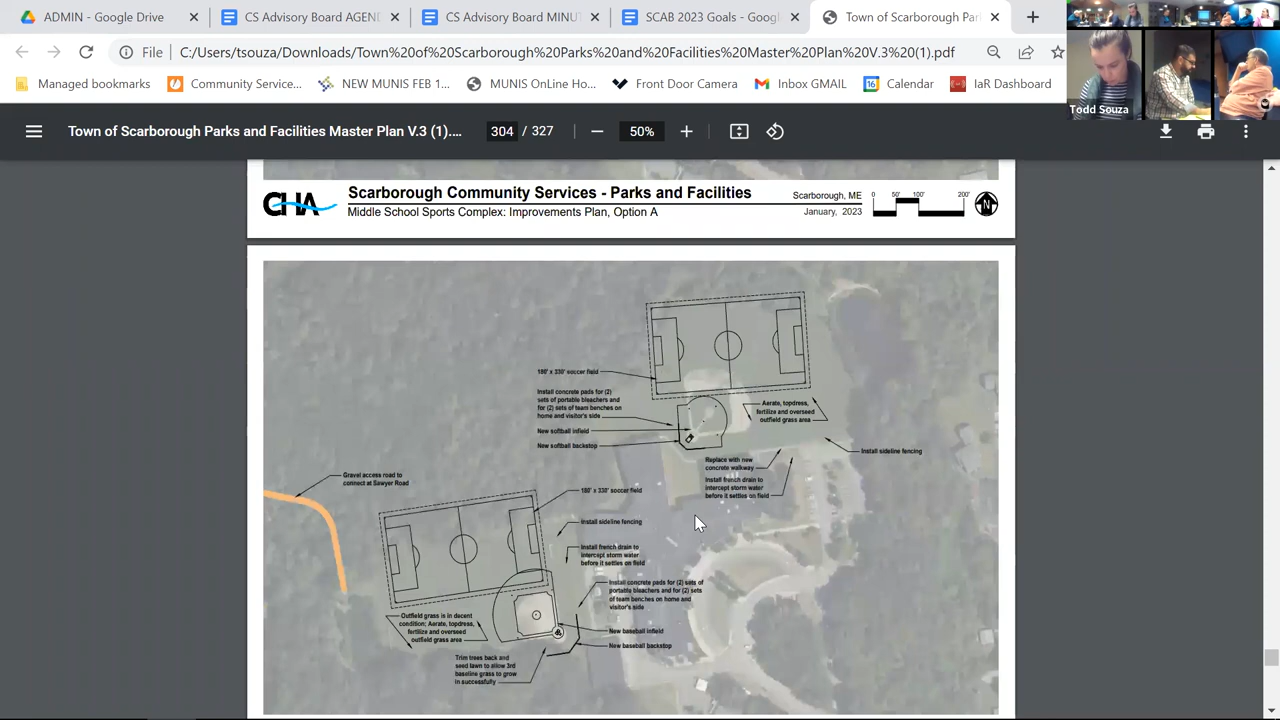 ADMIN - Google Drive
CS Advisory Board AGE
CS Advisory Board
SCAB 2023 Goals - Goog
Town of Scarborough Par
File
C:/Users/tsouza/Downloads/Town%20of%20Scarborough%20Parks%20and%20Facilities%20Master%20Plan%20V.3%20(1).pdf
Managed bookmarks
Community Service...
NEW MUNIS FEB 1...
MUNIS OnLine Ho...
Front Door Camera
Inbox GMAIL
16
Calendar
IaR Dashboard
Todd Souza
Town of Scarborough Parks and Facilities Master Plan V.3 (1)....
304 / 327
50%
CHA
Scarborough Community Services - Parks and Facilities
Middle School Sports Complex: Improvements Plan, Option A
Scarborough, ME
January, 2023
0 50' 100' 200'
N
180' x 330' soccer field
Install concrete pads for (2)
sets of portable bleachers and
for (2) sets of team benches on
home and visitor's side
New softball infield
New softball backstop
Aerate, topdress,
fertilize and overseed
outfield grass area
Install sideline fencing
Replace with new
concrete walkway
Install french drain to
intercept storm water
before it settles on field
Gravel access road to
connect at Sawyer Road
180' x 330' soccer field
Install sideline fencing
Install french drain to
intercept storm water
before it settles on field
Install concrete pads for (2) sets of
portable bleachers and for (2) sets
of team benches on home and
visitor's side
Outfield grass is in decent
condition; Aerate, topdress,
fertilize and overseed
outfield grass area
New baseball infield
New baseball backstop
Trim trees back and
seed lawn to allow 3rd
baseline grass to grow
in successfully